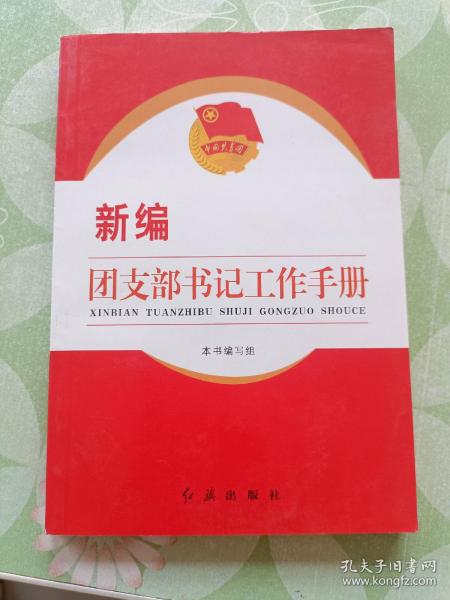 中国共青团
新编
团支部书记工作手册
XINBIAN TUANZHIBU SHUJI GONGZUO SHOUCE
本书编写组
红旗出版社
孔夫子旧书网
www.kongfz.com